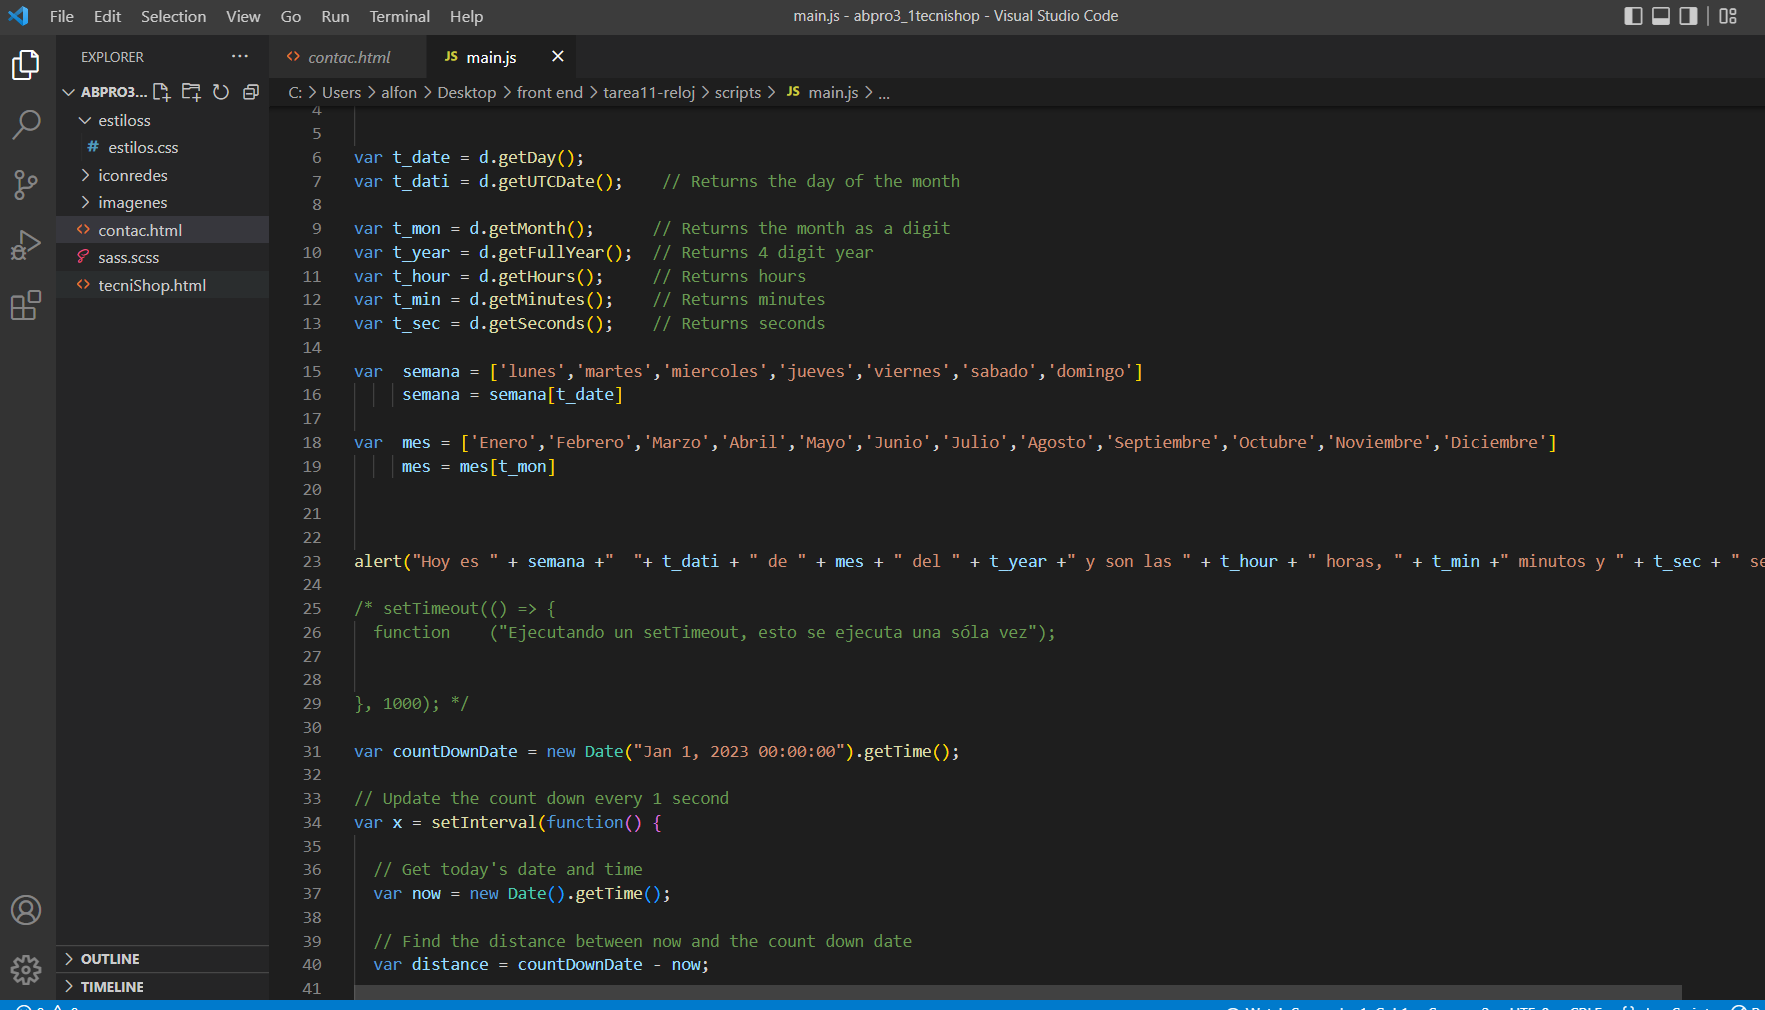 File Edit Selection View Go Run Terminal Help
main.js - abpro3_1tecnishop - Visual Studio Code
EXPLORER ...
ABPRO3...
estiloss
# estilos.css
iconredes
imagenes
<> contac.html
sass.scss
<> tecniShop.html
OUTLINE
TIMELINE
<> contac.html JS main.js
C: > Users > alfon > Desktop > front end > tarea11-reloj > scripts > JS main.js > ...
4
5
6 var t_date = d.getDay();
7 var t_dati = d.getUTCDate();    // Returns the day of the month
8
9 var t_mon = d.getMonth();      // Returns the month as a digit
10 var t_year = d.getFullYear();  // Returns 4 digit year
11 var t_hour = d.getHours();     // Returns hours
12 var t_min = d.getMinutes();    // Returns minutes
13 var t_sec = d.getSeconds();    // Returns seconds
14
15 var  semana = ['lunes','martes','miercoles','jueves','viernes','sabado','domingo']
16      semana = semana[t_date]
17
18 var  mes = ['Enero','Febrero','Marzo','Abril','Mayo','Junio','Julio','Agosto','Septiembre','Octubre','Noviembre','Diciembre']
19      mes = mes[t_mon]
20
21
22
23 alert("Hoy es " + semana +"  "+ t_dati + " de " + mes + " del " + t_year +" y son las " + t_hour + " horas, " + t_min +" minutos y " + t_sec + " se
24
25 /* setTimeout(() => {
26   function    ("Ejecutando un setTimeout, esto se ejecuta una sóla vez");
27
28
29 }, 1000); */
30
31 var countDownDate = new Date("Jan 1, 2023 00:00:00").getTime();
32
33 // Update the count down every 1 second
34 var x = setInterval(function() {
35
36   // Get today's date and time
37   var now = new Date().getTime();
38
39   // Find the distance between now and the count down date
40   var distance = countDownDate - now;
41